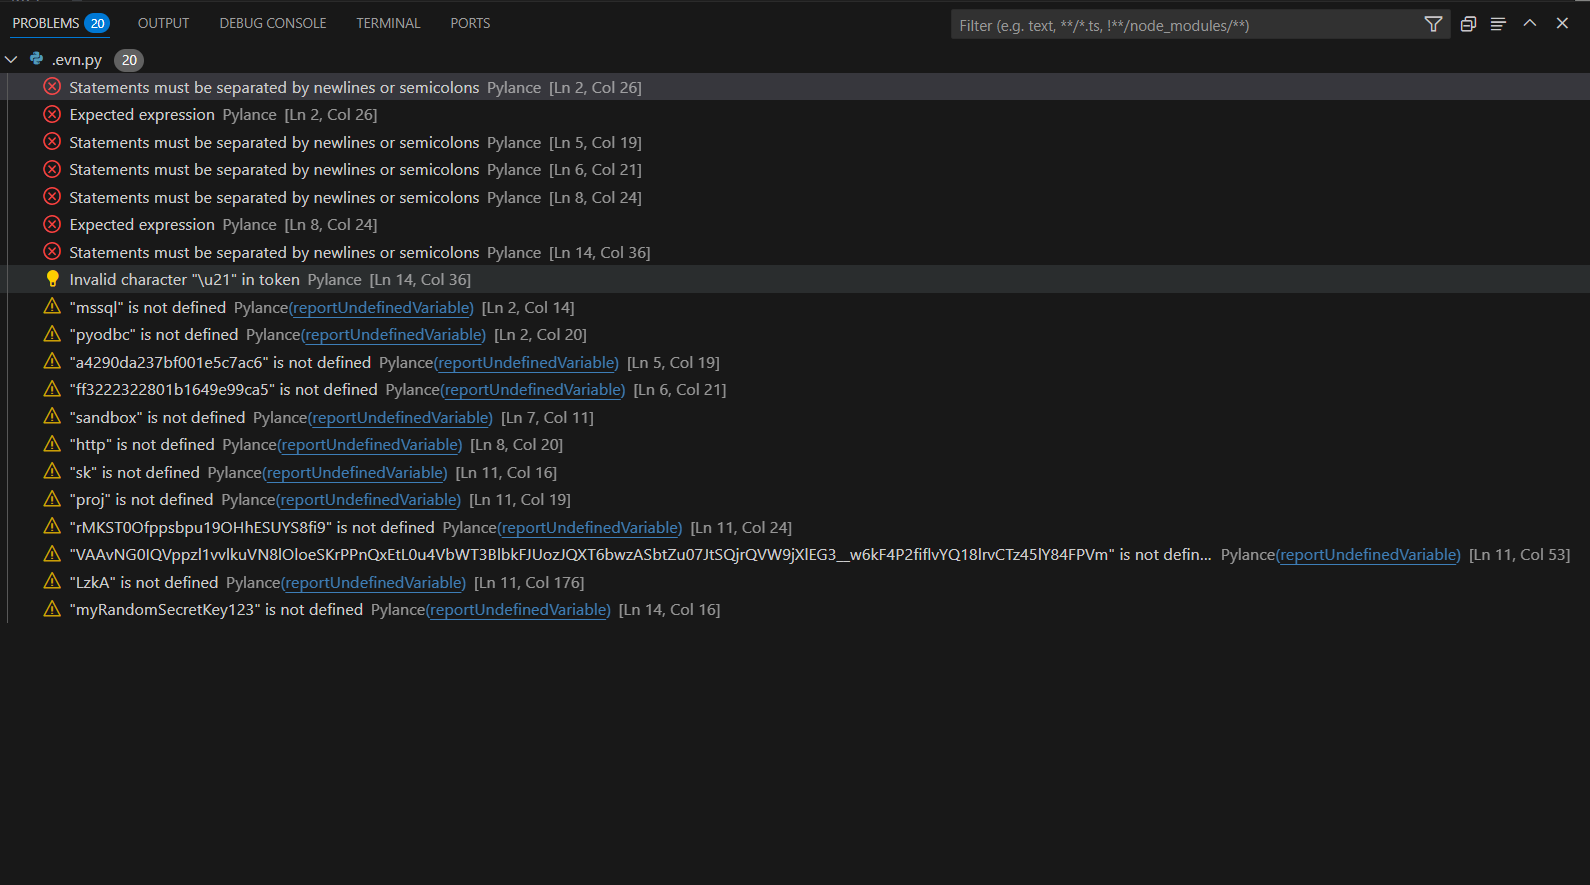 PROBLEMS 20 OUTPUT DEBUG CONSOLE TERMINAL PORTS Filter (e.g. text, **/*.ts, !**/node_modules/**)
.evn.py 20
Statements must be separated by newlines or semicolons Pylance [Ln 2, Col 26]
Expected expression Pylance [Ln 2, Col 26]
Statements must be separated by newlines or semicolons Pylance [Ln 5, Col 19]
Statements must be separated by newlines or semicolons Pylance [Ln 6, Col 21]
Statements must be separated by newlines or semicolons Pylance [Ln 8, Col 24]
Expected expression Pylance [Ln 8, Col 24]
Statements must be separated by newlines or semicolons Pylance [Ln 14, Col 36]
Invalid character "\u21" in token Pylance [Ln 14, Col 36]
"mssql" is not defined Pylance(reportUndefinedVariable) [Ln 2, Col 14]
"pyodbc" is not defined Pylance(reportUndefinedVariable) [Ln 2, Col 20]
"a4290da237bf001e5c7ac6" is not defined Pylance(reportUndefinedVariable) [Ln 5, Col 19]
"ff3222322801b1649e99ca5" is not defined Pylance(reportUndefinedVariable) [Ln 6, Col 21]
"sandbox" is not defined Pylance(reportUndefinedVariable) [Ln 7, Col 11]
"http" is not defined Pylance(reportUndefinedVariable) [Ln 8, Col 20]
"sk" is not defined Pylance(reportUndefinedVariable) [Ln 11, Col 16]
"proj" is not defined Pylance(reportUndefinedVariable) [Ln 11, Col 19]
is not defined Pylance(reportUndefinedVariable) [Ln 11, Col 24]
is not defin... Pylance(reportUndefinedVariable) [Ln 11, Col 53]
"LzkA" is not defined Pylance(reportUndefinedVariable) [Ln 11, Col 176]
"myRandomSecretKey123" is not defined Pylance(reportUndefinedVariable) [Ln 14, Col 16]